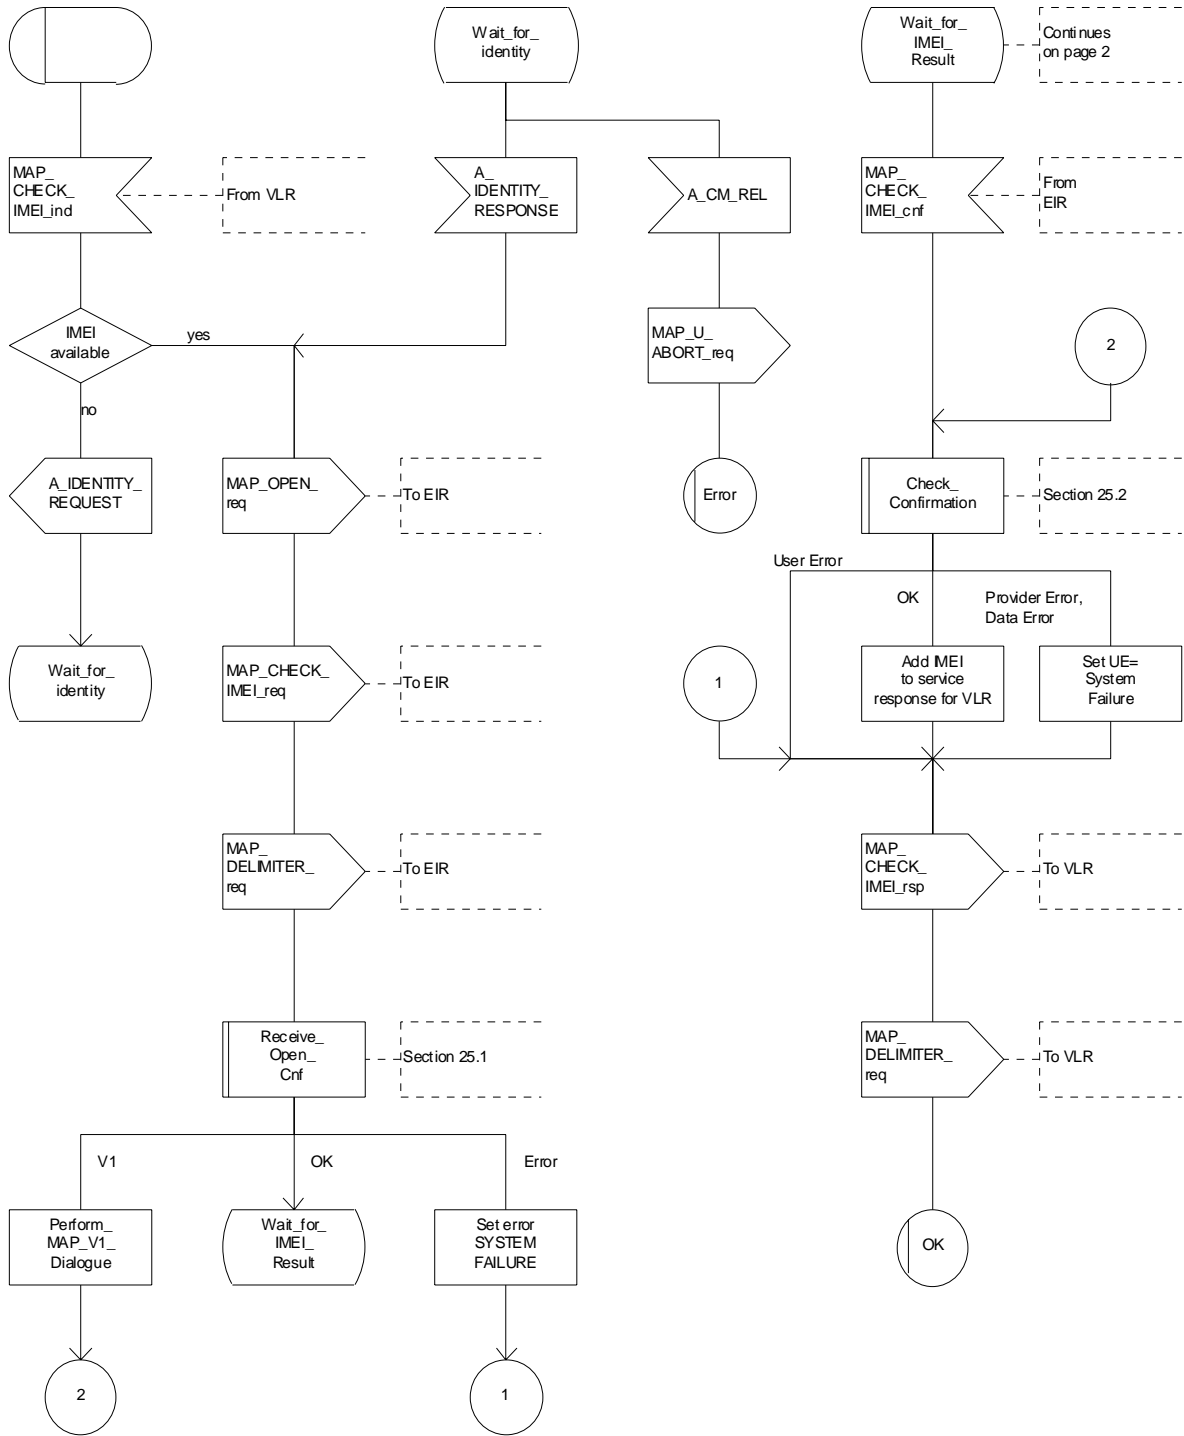 Wait_for_
identity
Wait_for_
IMEI_
Result
Continues
on page 2
MAP_
CHECK_
IMEI_ind
From VLR
A_
IDENTITY_
RESPONSE
A_CM_REL
MAP_
CHECK_
IMEI_cnf
From
EIR
IMEI
available
yes
no
MAP_U_
ABORT_req
2
A_IDENTITY_
REQUEST
MAP_OPEN_
req
To EIR
Error
Check_
Confirmation
Section 25.2
User Error
OK
Provider Error,
Data Error
Wait_for_
identity
MAP_CHECK_
IMEI_req
To EIR
1
Add IMEI
to service
response for VLR
Set UE=
System
Failure
MAP_
DELIMITER_
req
To EIR
MAP_
CHECK_
IMEI_rsp
To VLR
Receive_
Open_
Cnf
Section 25.1
MAP_
DELIMITER_
req
To VLR
V1
OK
Error
Perform_
MAP_V1_
Dialogue
Wait_for_
IMEI_
Result
Set error
SYSTEM
FAILURE
OK
2
1